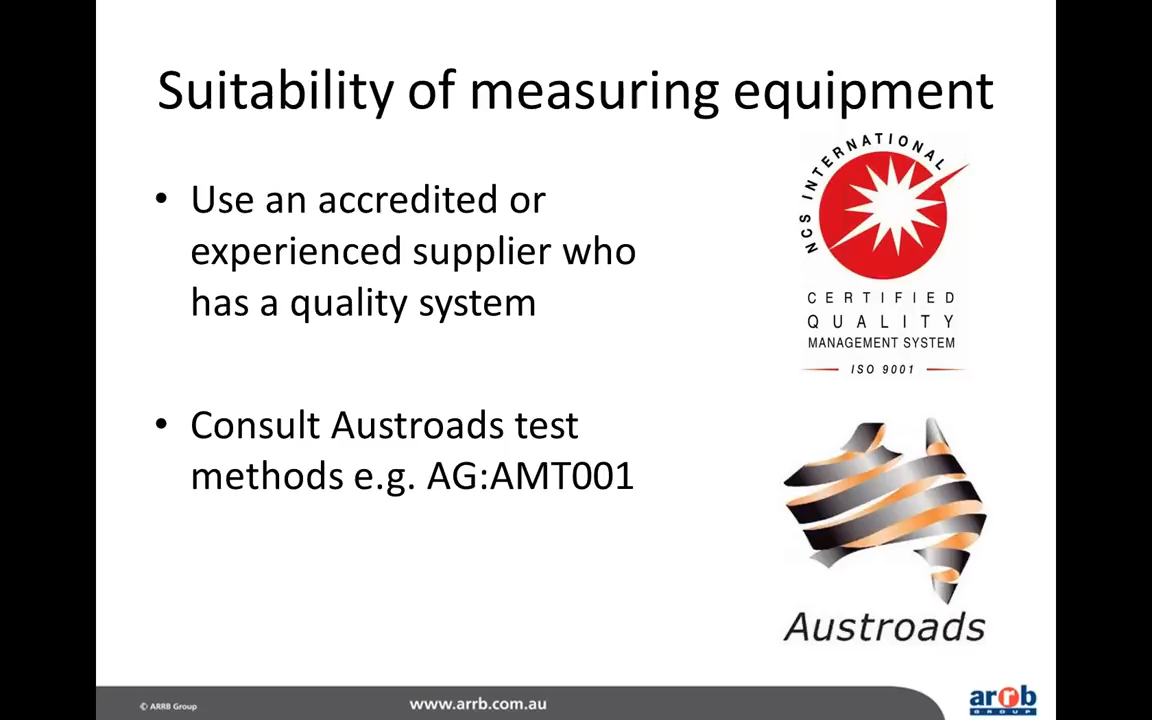 Suitability of measuring equipment
• Use an accredited or
experienced supplier who
has a quality system
• Consult Austroads test
methods e.g. AG:AMT001
NCS INTERNATIONAL
CERTIFIED
QUALITY
MANAGEMENT SYSTEM
ISO 9001
Austroads
© ARRB Group
www.arrb.com.au
arrb
GROUP